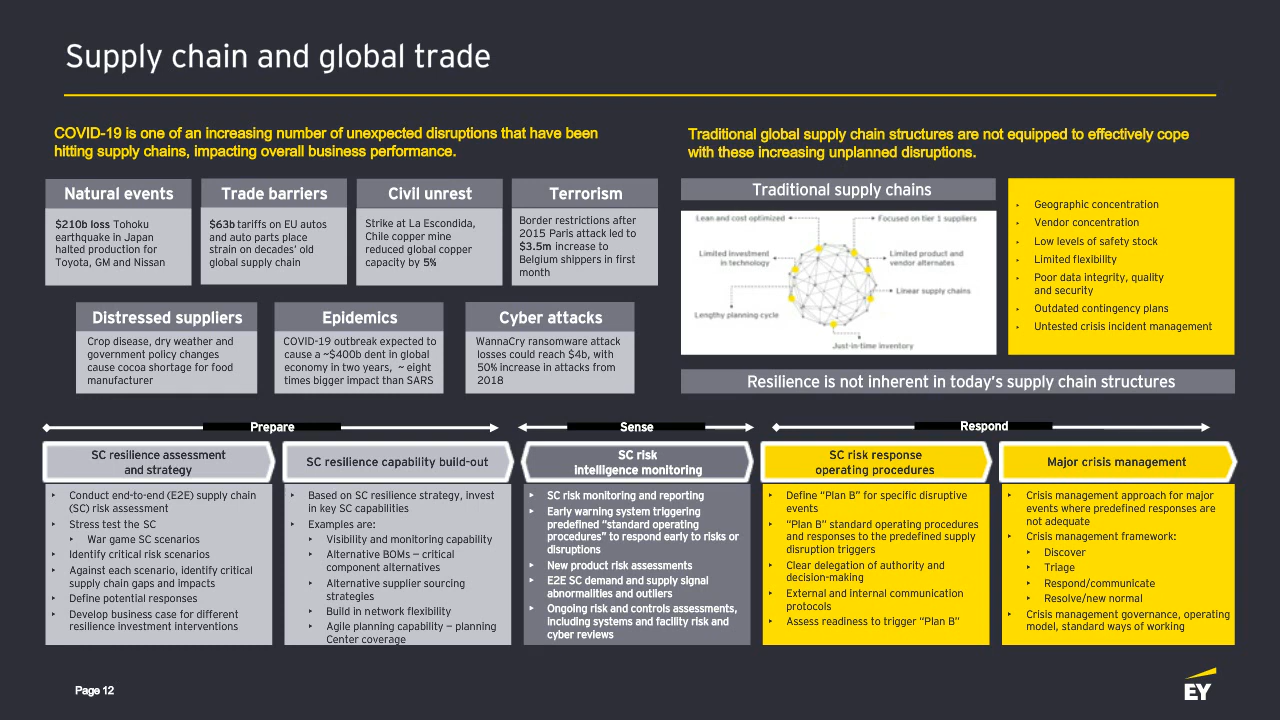 Supply chain and global trade
COVID-19 is one of an increasing number of unexpected disruptions that have been
hitting supply chains, impacting overall business performance.
Natural events
$210b loss Tohoku
earthquake in Japan
halted production for
Toyota, GM and Nissan
Trade barriers
$63b tariffs on EU autos
and auto parts place
strain on decades’ old
global supply chain
Civil unrest
Strike at La Escondida,
Chile copper mine
reduced global copper
capacity by 5%
Terrorism
Border restrictions after
2015 Paris attack led to
$3.5m increase to
Belgium shippers in first
month
Distressed suppliers
Crop disease, dry weather and
government policy changes
cause cocoa shortage for food
manufacturer
Epidemics
COVID-19 outbreak expected to
cause a ~$400b dent in global
economy in two years, ~ eight
times bigger impact than SARS
Cyber attacks
WannaCry ransomware attack
losses could reach $4b, with
50% increase in attacks from
2018
Traditional global supply chain structures are not equipped to effectively cope
with these increasing unplanned disruptions.
Traditional supply chains
Lean and cost optimized
Focused on tier 1 suppliers
Limited investment
in technology
Limited product and
vendor alternates
Linear supply chains
Lengthy planning cycle
Just-in-time inventory
‣ Geographic concentration
‣ Vendor concentration
‣ Low levels of safety stock
‣ Limited flexibility
‣ Poor data integrity, quality
and security
‣ Outdated contingency plans
‣ Untested crisis incident management
Resilience is not inherent in today’s supply chain structures
Prepare
Sense
Respond
SC resilience assessment
and strategy
‣ Conduct end-to-end (E2E) supply chain
(SC) risk assessment
‣ Stress test the SC
‣ War game SC scenarios
‣ Identify critical risk scenarios
‣ Against each scenario, identify critical
supply chain gaps and impacts
‣ Define potential responses
‣ Develop business case for different
resilience investment interventions
SC resilience capability build-out
‣ Based on SC resilience strategy, invest
in key SC capabilities
‣ Examples are:
‣ Visibility and monitoring capability
‣ Alternative BOMs – critical
component alternatives
‣ Alternative supplier sourcing
strategies
‣ Build in network flexibility
‣ Agile planning capability – planning
Center coverage
SC risk
intelligence monitoring
‣ SC risk monitoring and reporting
‣ Early warning system triggering
predefined “standard operating
procedures” to respond early to risks or
disruptions
‣ New product risk assessments
‣ E2E SC demand and supply signal
abnormalities and outliers
‣ Ongoing risk and controls assessments,
including systems and facility risk and
cyber reviews
SC risk response
operating procedures
‣ Define “Plan B” for specific disruptive
events
‣ “Plan B” standard operating procedures
and responses to the predefined supply
disruption triggers
‣ Clear delegation of authority and
decision-making
‣ External and internal communication
protocols
‣ Assess readiness to trigger “Plan B”
Major crisis management
‣ Crisis management approach for major
events where predefined responses are
not adequate
‣ Crisis management framework:
‣ Discover
‣ Triage
‣ Respond/communicate
‣ Resolve/new normal
‣ Crisis management governance, operating
model, standard ways of working
Page 12
EY